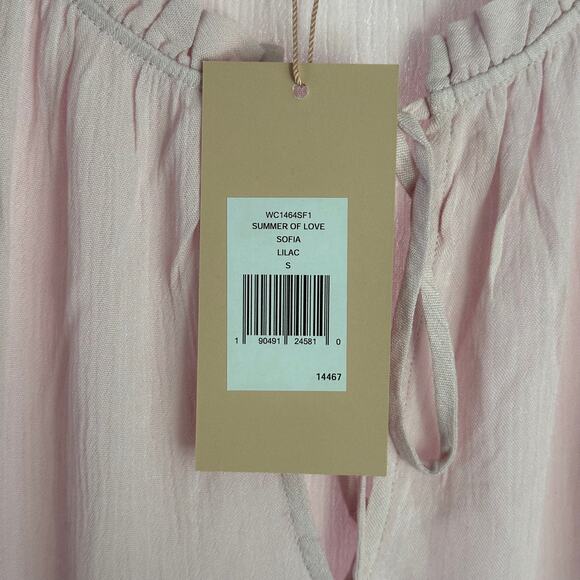 WC1464SF1
SUMMER OF LOVE
SOFIA
LILAC
S
1 90491 24581 0
14467